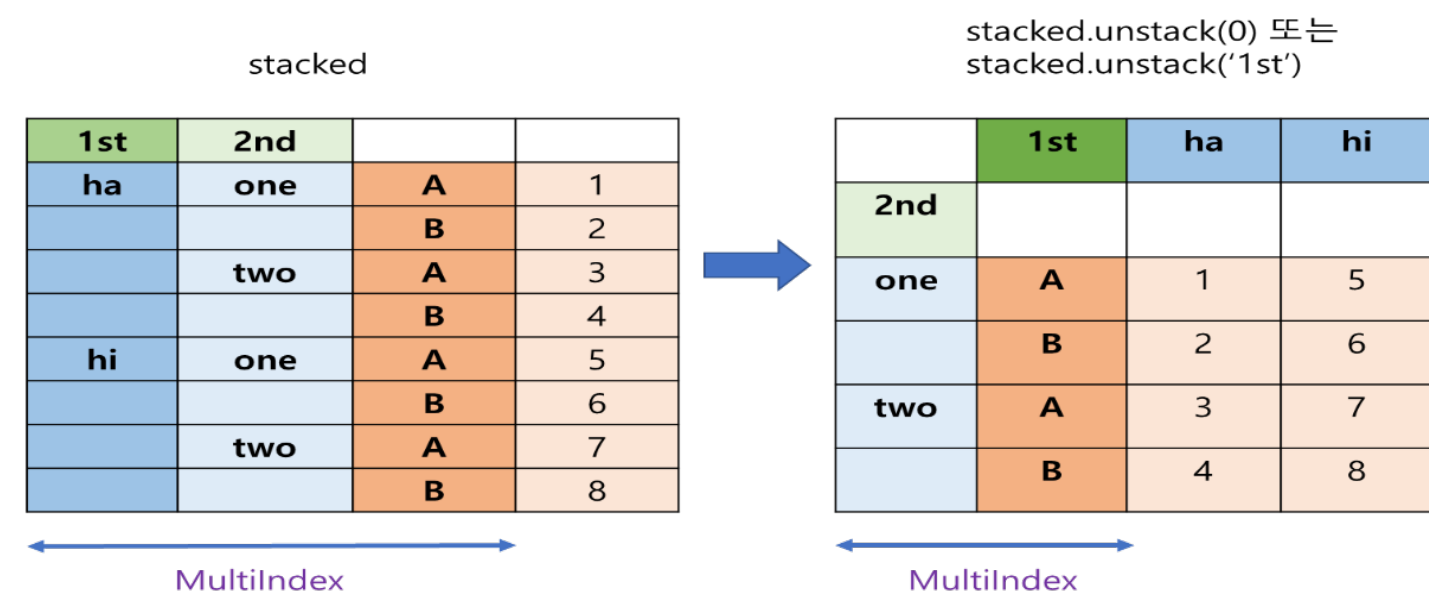 stacked
stacked.unstack(0) 또는
stacked.unstack(‘1st’)
1st 2nd
ha one A 1
B 2
two A 3
B 4
hi one A 5
B 6
two A 7
B 8
MultiIndex
1st ha hi
2nd
one A 1 5
B 2 6
two A 3 7
B 4 8
MultiIndex